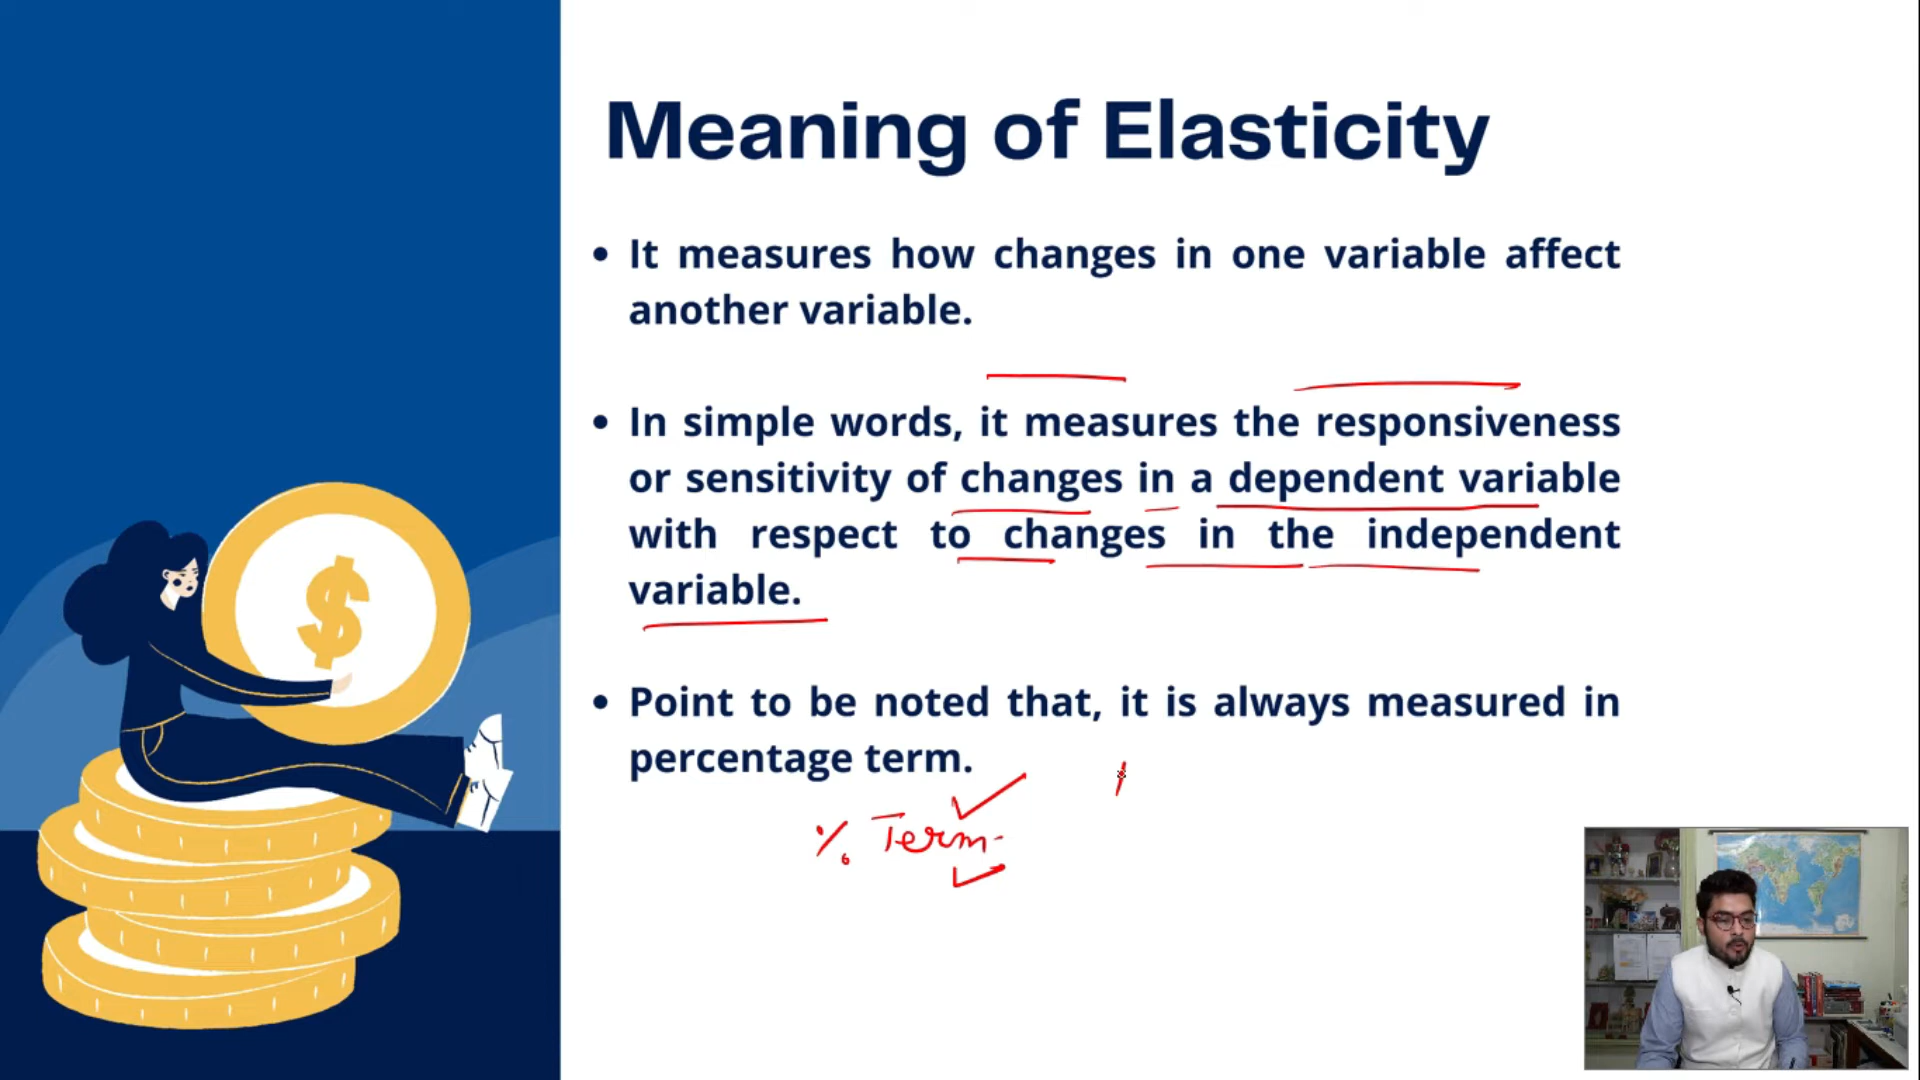 Meaning of Elasticity
• It measures how changes in one variable affect
another variable.
• In simple words, it measures the responsiveness
or sensitivity of changes in a dependent variable
with respect to changes in the independent
variable.
• Point to be noted that, it is always measured in
percentage term.
% Term
$